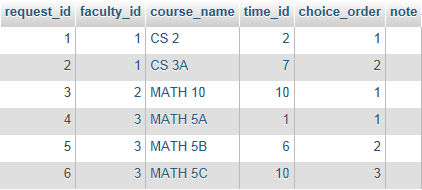 request_id faculty_id course_name time_id choice_order note
1 1 CS 2 2 1
2 1 CS 3A 7 2
3 2 MATH 10 10 1
4 3 MATH 5A 1 1
5 3 MATH 5B 6 2
6 3 MATH 5C 10 3